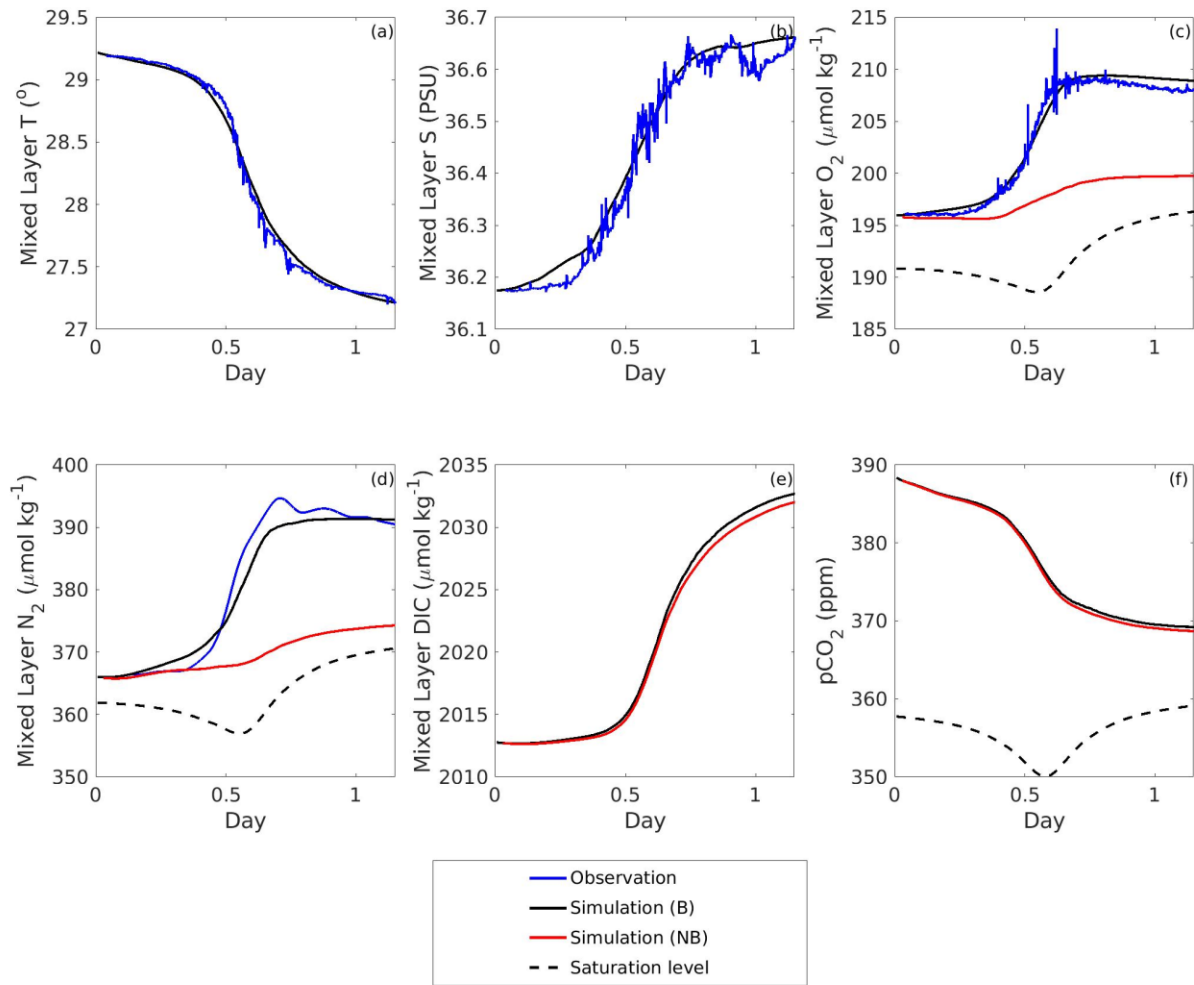 (a)
Mixed Layer T (°)
29.5
29
28.5
28
27.5
27
0
0.5
1
Day
(b)
Mixed Layer S (PSU)
36.7
36.6
36.5
36.4
36.3
36.2
36.1
0
0.5
1
Day
(c)
Mixed Layer O₂ (μmol kg⁻¹)
215
210
205
200
195
190
185
0
0.5
1
Day
(d)
Mixed Layer N₂ (μmol kg⁻¹)
400
390
380
370
360
350
0
0.5
1
Day
(e)
Mixed Layer DIC (μmol kg⁻¹)
2035
2030
2025
2020
2015
2010
0
0.5
1
Day
(f)
pCO₂ (ppm)
390
380
370
360
350
0
0.5
1
Day
Observation
Simulation (B)
Simulation (NB)
Saturation level